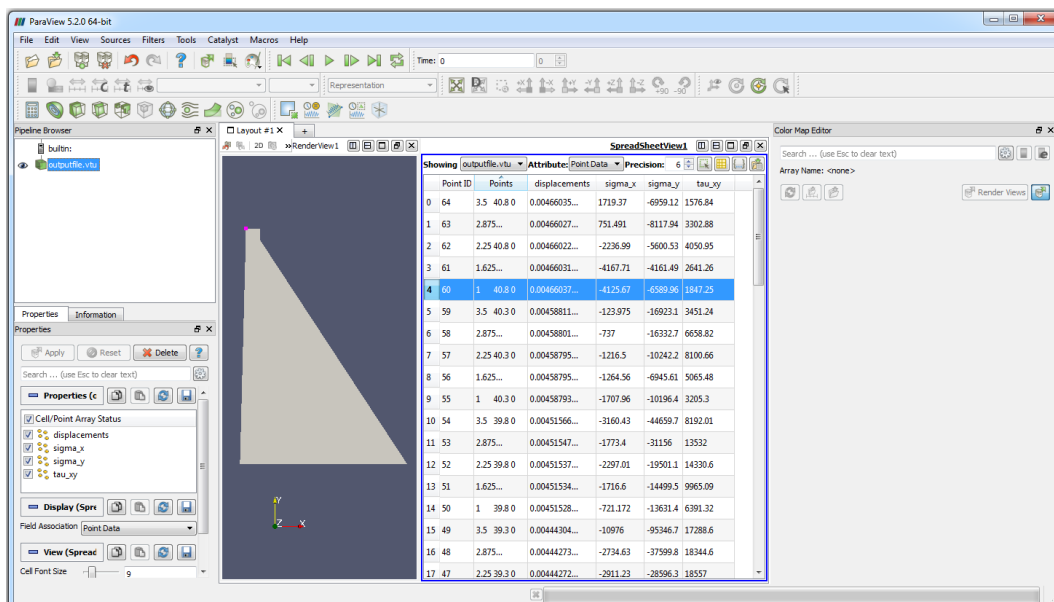 ParaView 5.2.0 64-bit
File Edit View Sources Filters Tools Catalyst Macros Help
Time: 0 0
Representation
-90 -90
Pipeline Browser
builtin:
outputfile.vtu
Properties Information
Properties
Apply Reset Delete ?
Search ... (use Esc to clear text)
Properties (c
Cell/Point Array Status
displacements
sigma_x
sigma_y
tau_xy
Display (Spre
Field Association Point Data
View (Spread
Cell Font Size 9
Layout #1 X +
2D »RenderView1
Y
Z X
SpreadSheetView1
Showing outputfile.vtu Attribute: Point Data Precision: 6
Point ID Points displacements sigma_x sigma_y tau_xy
0 64 3.5 40.8 0 0.00466035... 1719.37 -6959.12 1576.84
1 63 2.875... 0.00466027... 751.491 -8117.94 3302.88
2 62 2.25 40.8 0 0.00466022... -2236.99 -5600.53 4050.95
3 61 1.625... 0.00466031... -4167.71 -4161.49 2641.26
4 60 1 40.8 0 0.00466037... -4125.67 -6589.96 1847.25
5 59 3.5 40.3 0 0.00458811... -123.975 -16923.1 3451.24
6 58 2.875... 0.00458801... -737 -16332.7 6658.82
7 57 2.25 40.3 0 0.00458795... -1216.5 -10242.2 8100.66
8 56 1.625... 0.00458795... -1264.56 -6945.61 5065.48
9 55 1 40.3 0 0.00458793... -1707.96 -10196.4 3205.3
10 54 3.5 39.8 0 0.00451566... -3160.43 -44659.7 8192.01
11 53 2.875... 0.00451547... -1773.4 -31156 13532
12 52 2.25 39.8 0 0.00451537... -2297.01 -19501.1 14330.6
13 51 1.625... 0.00451534... -1716.6 -14499.5 9965.09
14 50 1 39.8 0 0.00451528... -721.172 -13631.4 6391.32
15 49 3.5 39.3 0 0.00444304... -10976 -95346.7 17288.6
16 48 2.875... 0.00444273... -2734.63 -37599.8 18344.6
17 47 2.25 39.3 0 0.00444272... -2911.23 -28596.3 18557
Color Map Editor
Search ... (use Esc to clear text)
Array Name: <none>
Render Views